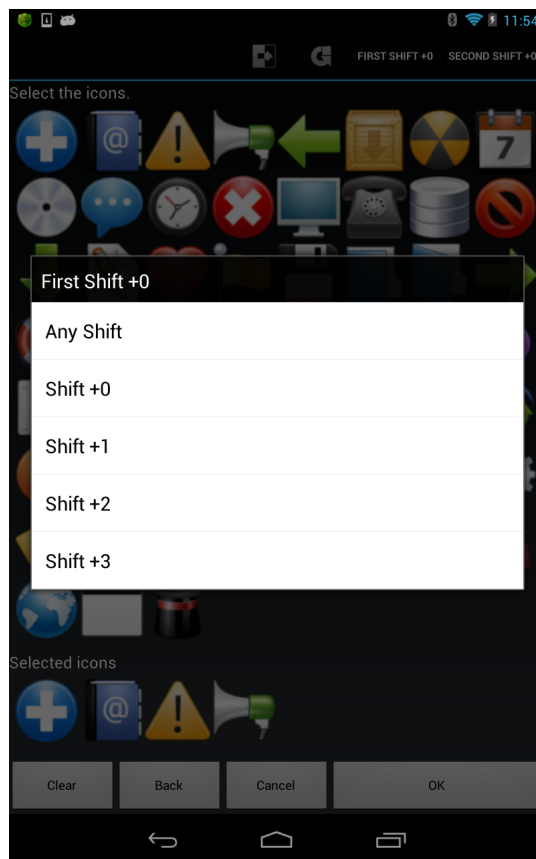 11:54
FIRST SHIFT +0 SECOND SHIFT +0
Select the icons.
@
7
First Shift +0
Any Shift
Shift +0
Shift +1
Shift +2
Shift +3
Selected icons
@
Clear Back Cancel OK